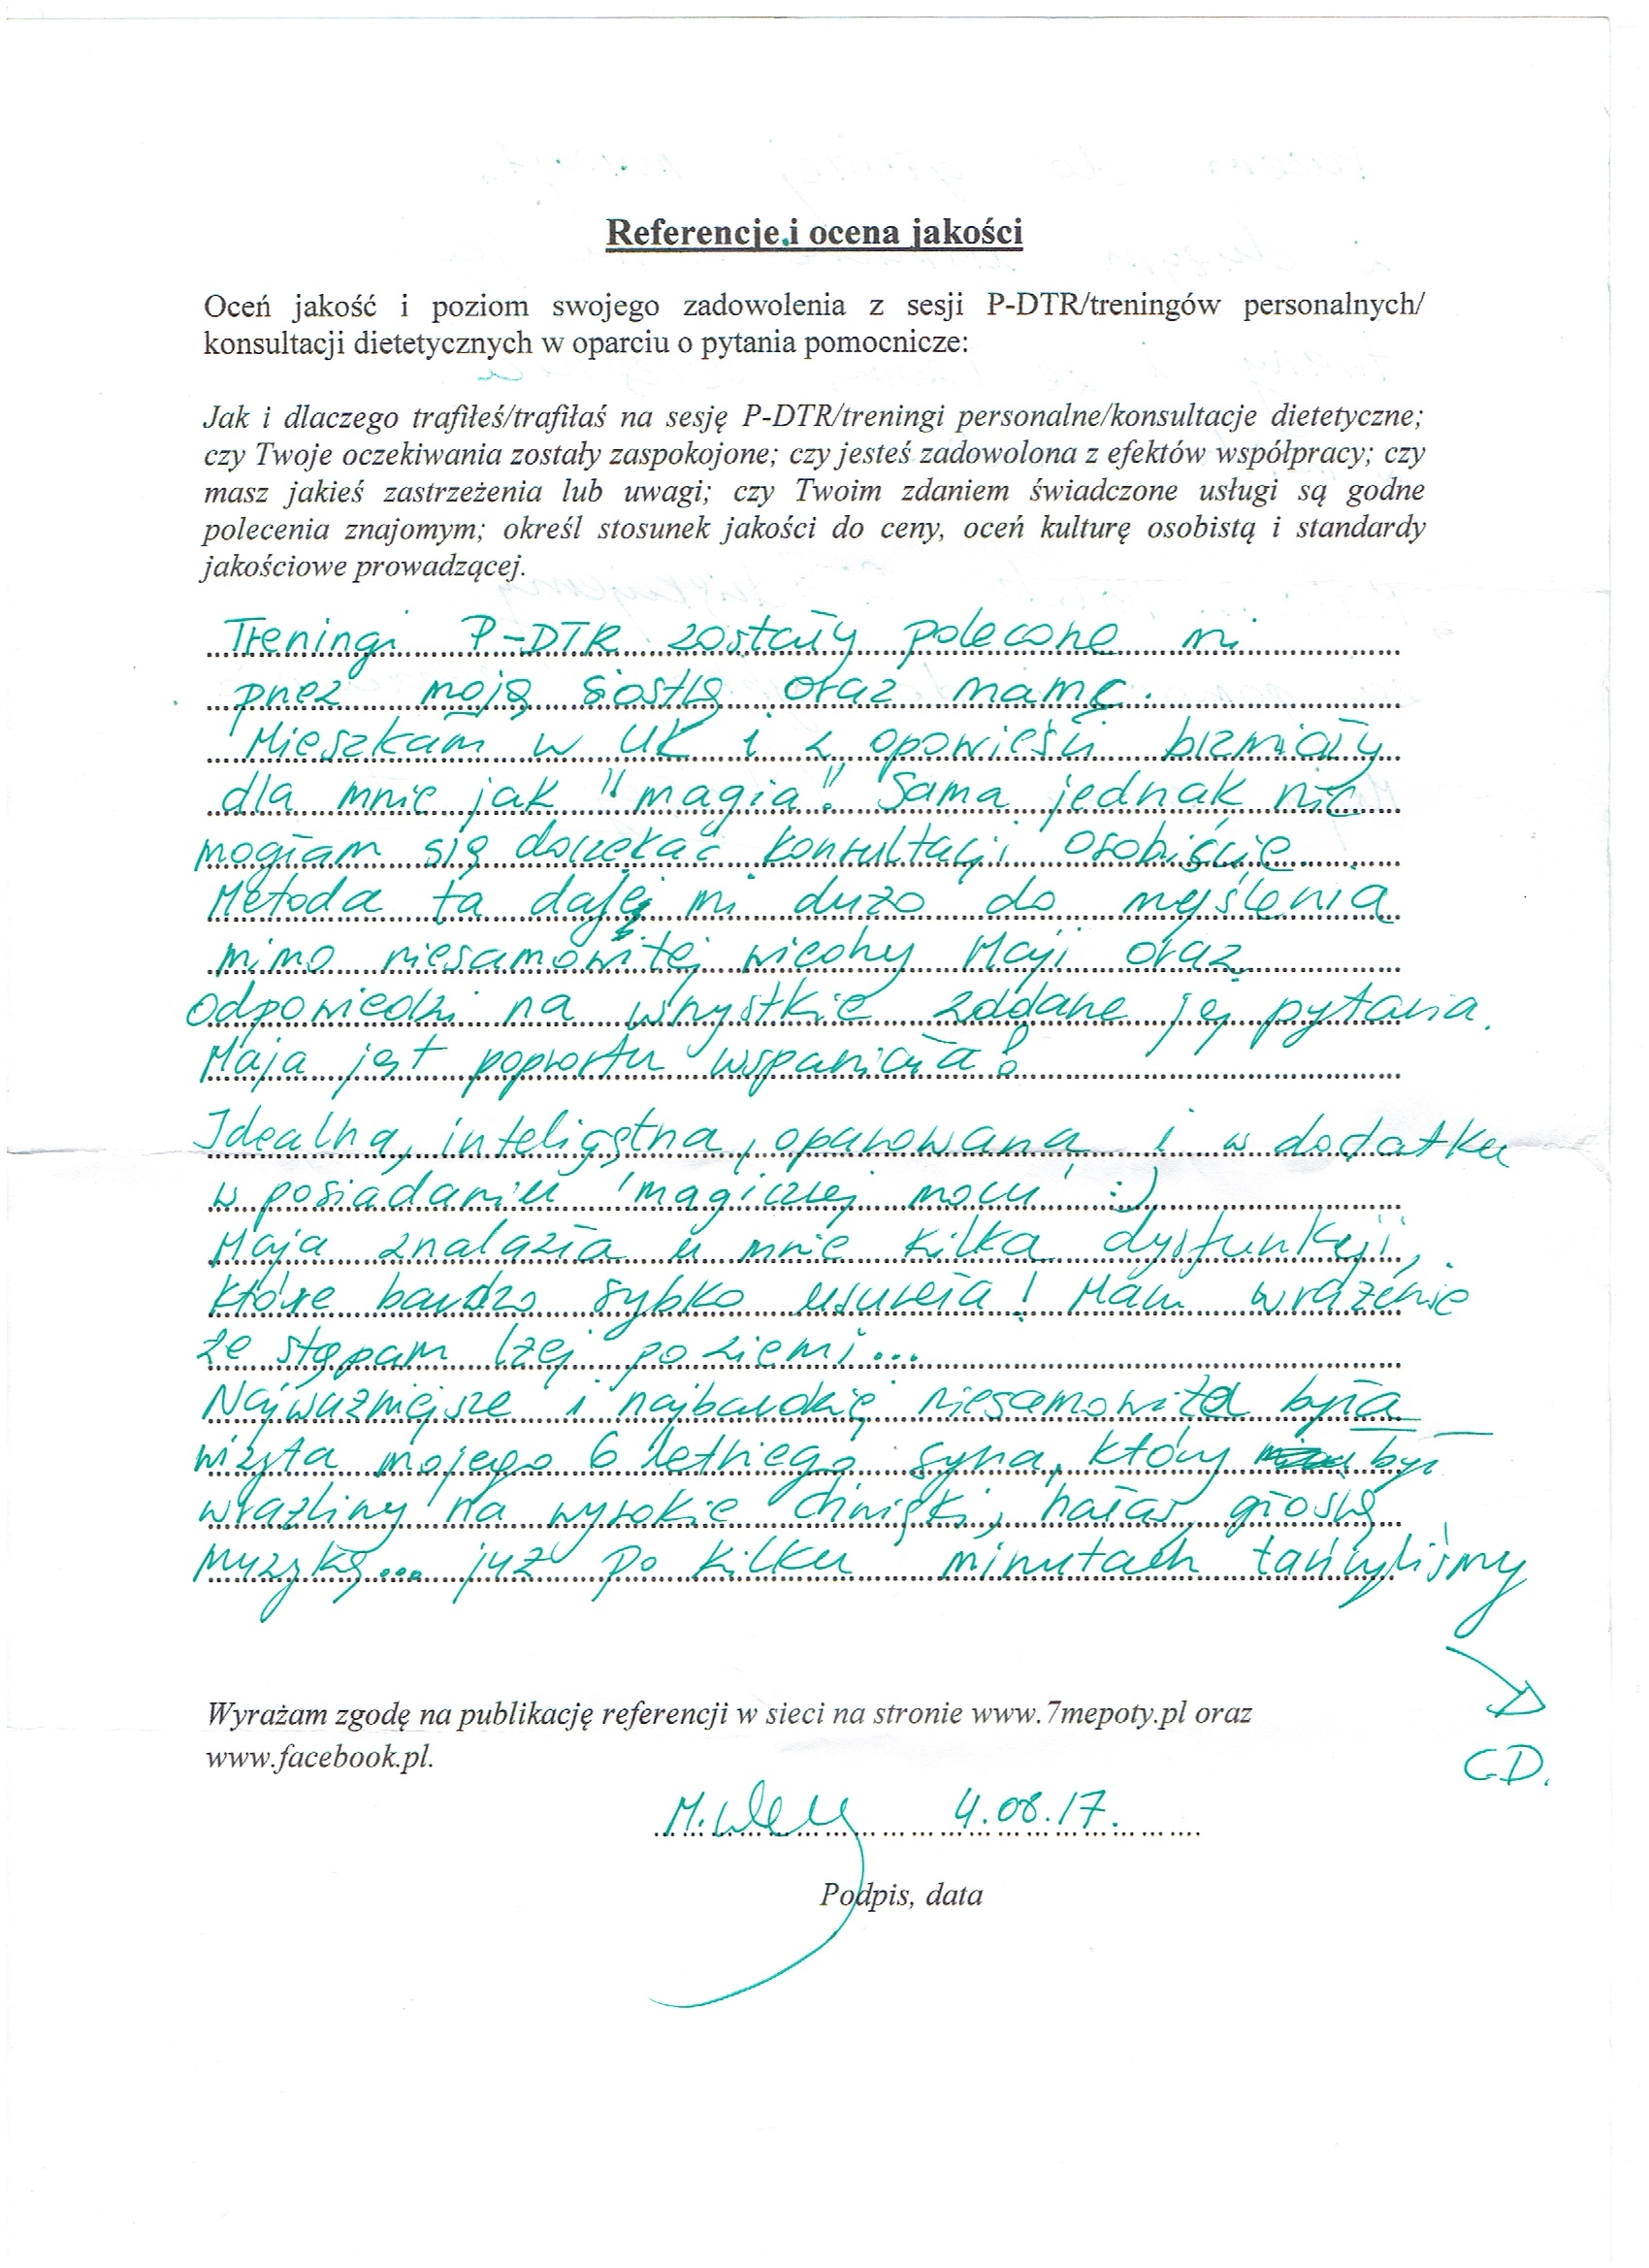 Referencje i ocena jakości
Oceń jakość i poziom swojego zadowolenia z sesji P-DTR/treningów personalnych/
konsultacji dietetycznych w oparciu o pytania pomocnicze:
Jak i dlaczego trafiłeś/trafiłaś na sesję P-DTR/treningi personalne/konsultacje dietetyczne;
czy Twoje oczekiwania zostały zaspokojone; czy jesteś zadowolona z efektów współpracy; czy
masz jakieś zastrzeżenia lub uwagi; czy Twoim zdaniem świadczone usługi są godne
polecenia znajomym; określ stosunek jakości do ceny, oceń kulturę osobistą i standardy
jakościowe prowadzącej.
Treningi P-DTR zostały polecone mi
przez moją siostrę oraz mamę.
Mieszkam w UK i z opowieści brzmiały
dla mnie jak "magia". Sama jednak nie
mogłam się doczekać konsultacji osobiście
Metoda ta daje mi dużo do myślenia
mimo niesamowitej wiedzy Maji oraz
odpowiedzi na wszystkie zadane jej pytania.
Maja jest poprostu wspaniała!
Idealna, inteligętna, opanowana i w dodatku
w posiadaniu 'magicznej mocy' :)
Maja znalazła u mnie kilka dysfunkcji,
które bardzo sybko usunęła! Mam wrażenie
że stąpam lżej po ziemi...
Najważniejsze i najbardziej niesamowita była
wizyta mojego 6 letniego syna, który był
wrażliwy na wysokie dźwięki, hałas, głośną
muzykę... już po kilku minutach tańczyliśmy
C.D.
Wyrażam zgodę na publikację referencji w sieci na stronie www.7mepoty.pl oraz
www.facebook.pl.
M. 4.08.17.
Podpis, data